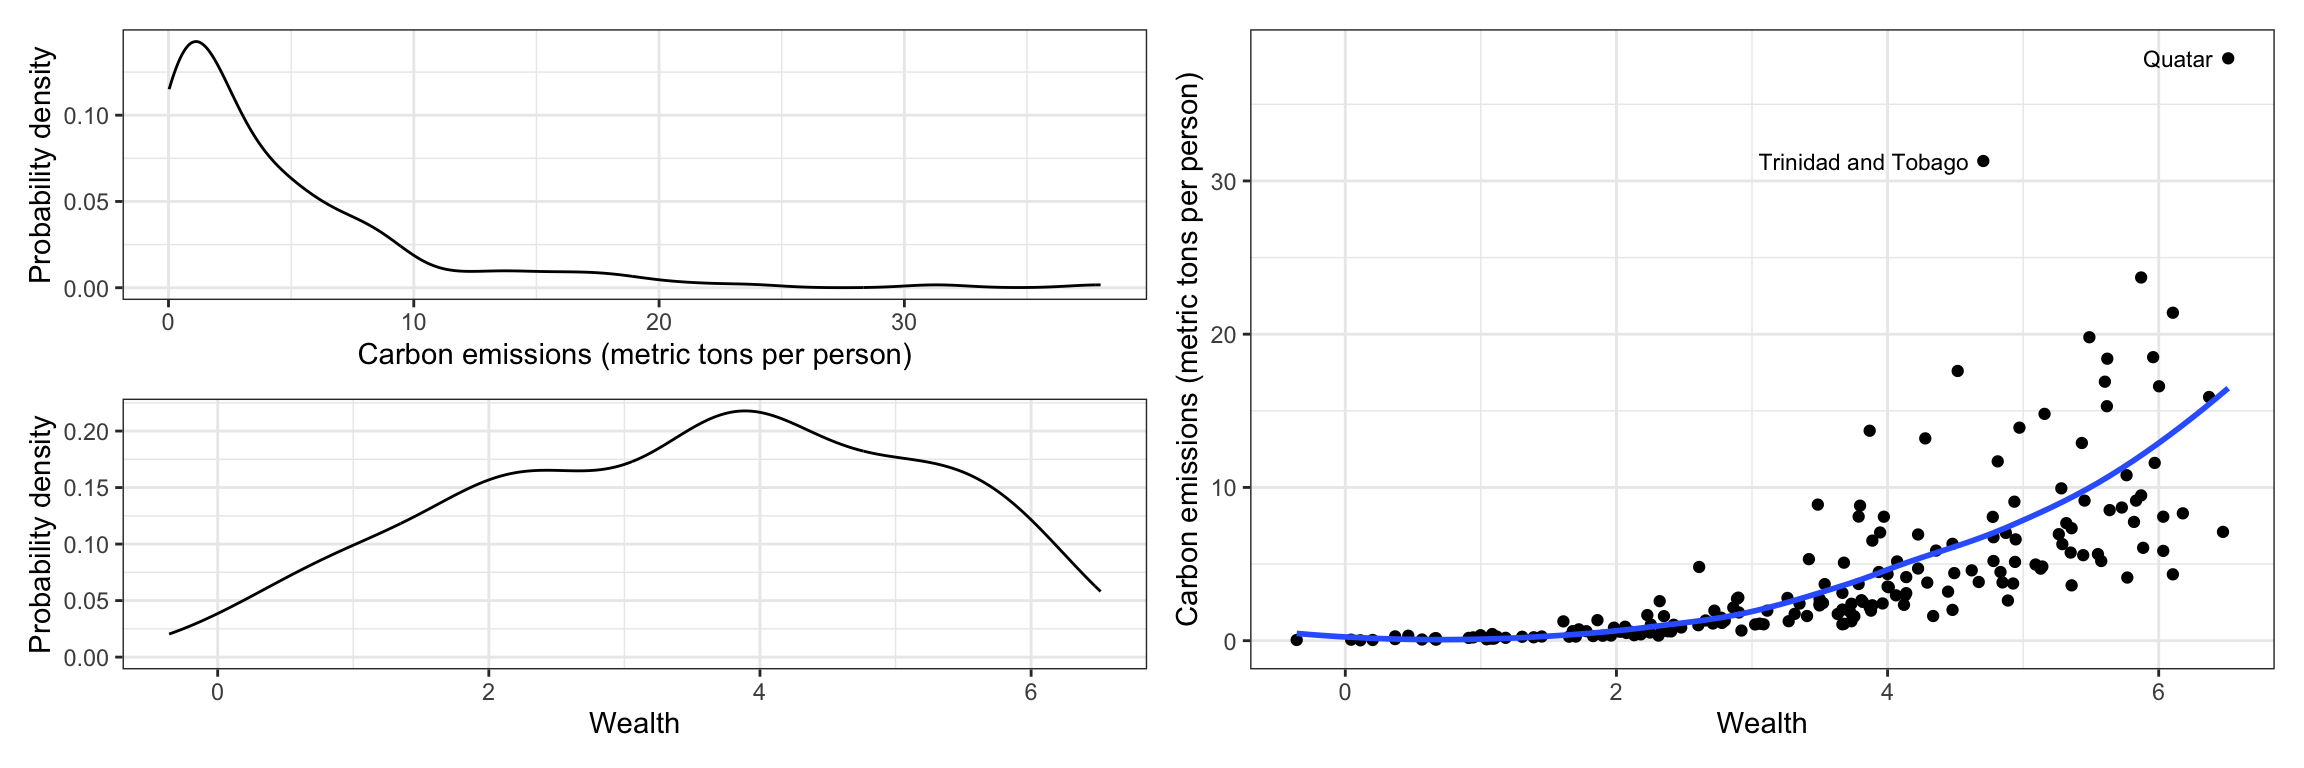 Probability density
0.10
0.05
0.00
0 10 20 30
Carbon emissions (metric tons per person)
Probability density
0.20
0.15
0.10
0.05
0.00
0 2 4 6
Wealth
Carbon emissions (metric tons per person)
Quatar
Trinidad and Tobago
30
20
10
0
0 2 4 6
Wealth